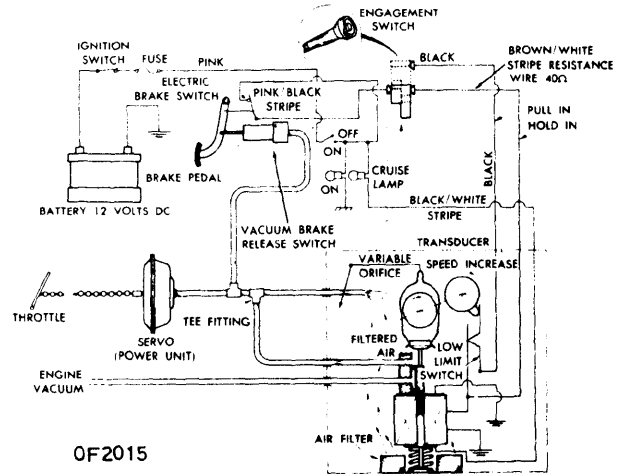 ENGAGEMENT
SWITCH
IGNITION
SWITCH
FUSE
PINK
BLACK
BROWN/WHITE
STRIPE RESISTANCE
WIRE 40Ω
ELECTRIC
BRAKE SWITCH
PINK/BLACK
STRIPE
PULL IN
HOLD IN
OFF
ON
BRAKE PEDAL
CRUISE
LAMP
ON
BLACK
BATTERY 12 VOLTS DC
BLACK/WHITE
STRIPE
VACUUM BRAKE
RELEASE SWITCH
TRANSDUCER
VARIABLE
ORIFICE
SPEED INCREASE
THROTTLE
TEE FITTING
SERVO
(POWER UNIT)
FILTERED
AIR
LOW
LIMIT
SWITCH
ENGINE
VACUUM
AIR FILTER
OF2015